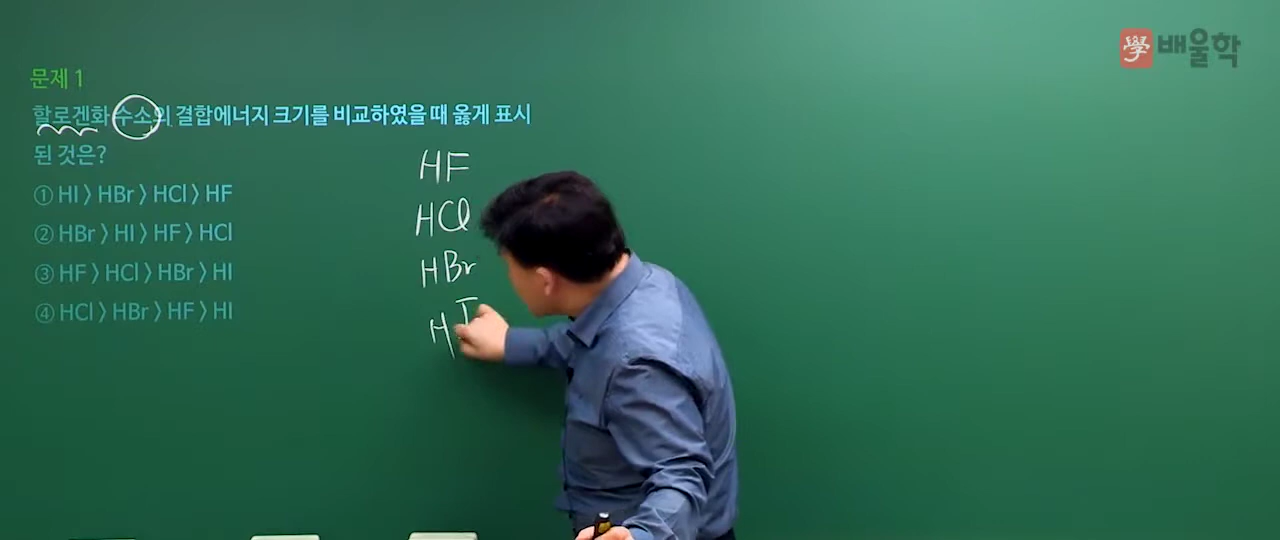 學 배울학
문제 1
할로겐화 수소의 결합에너지 크기를 비교하였을 때 옳게 표시
된 것은?
① HI > HBr > HCl > HF
② HBr > HI > HF > HCl
③ HF > HCl > HBr > HI
④ HCl > HBr > HF > HI
HF
HCl
HBr
HI